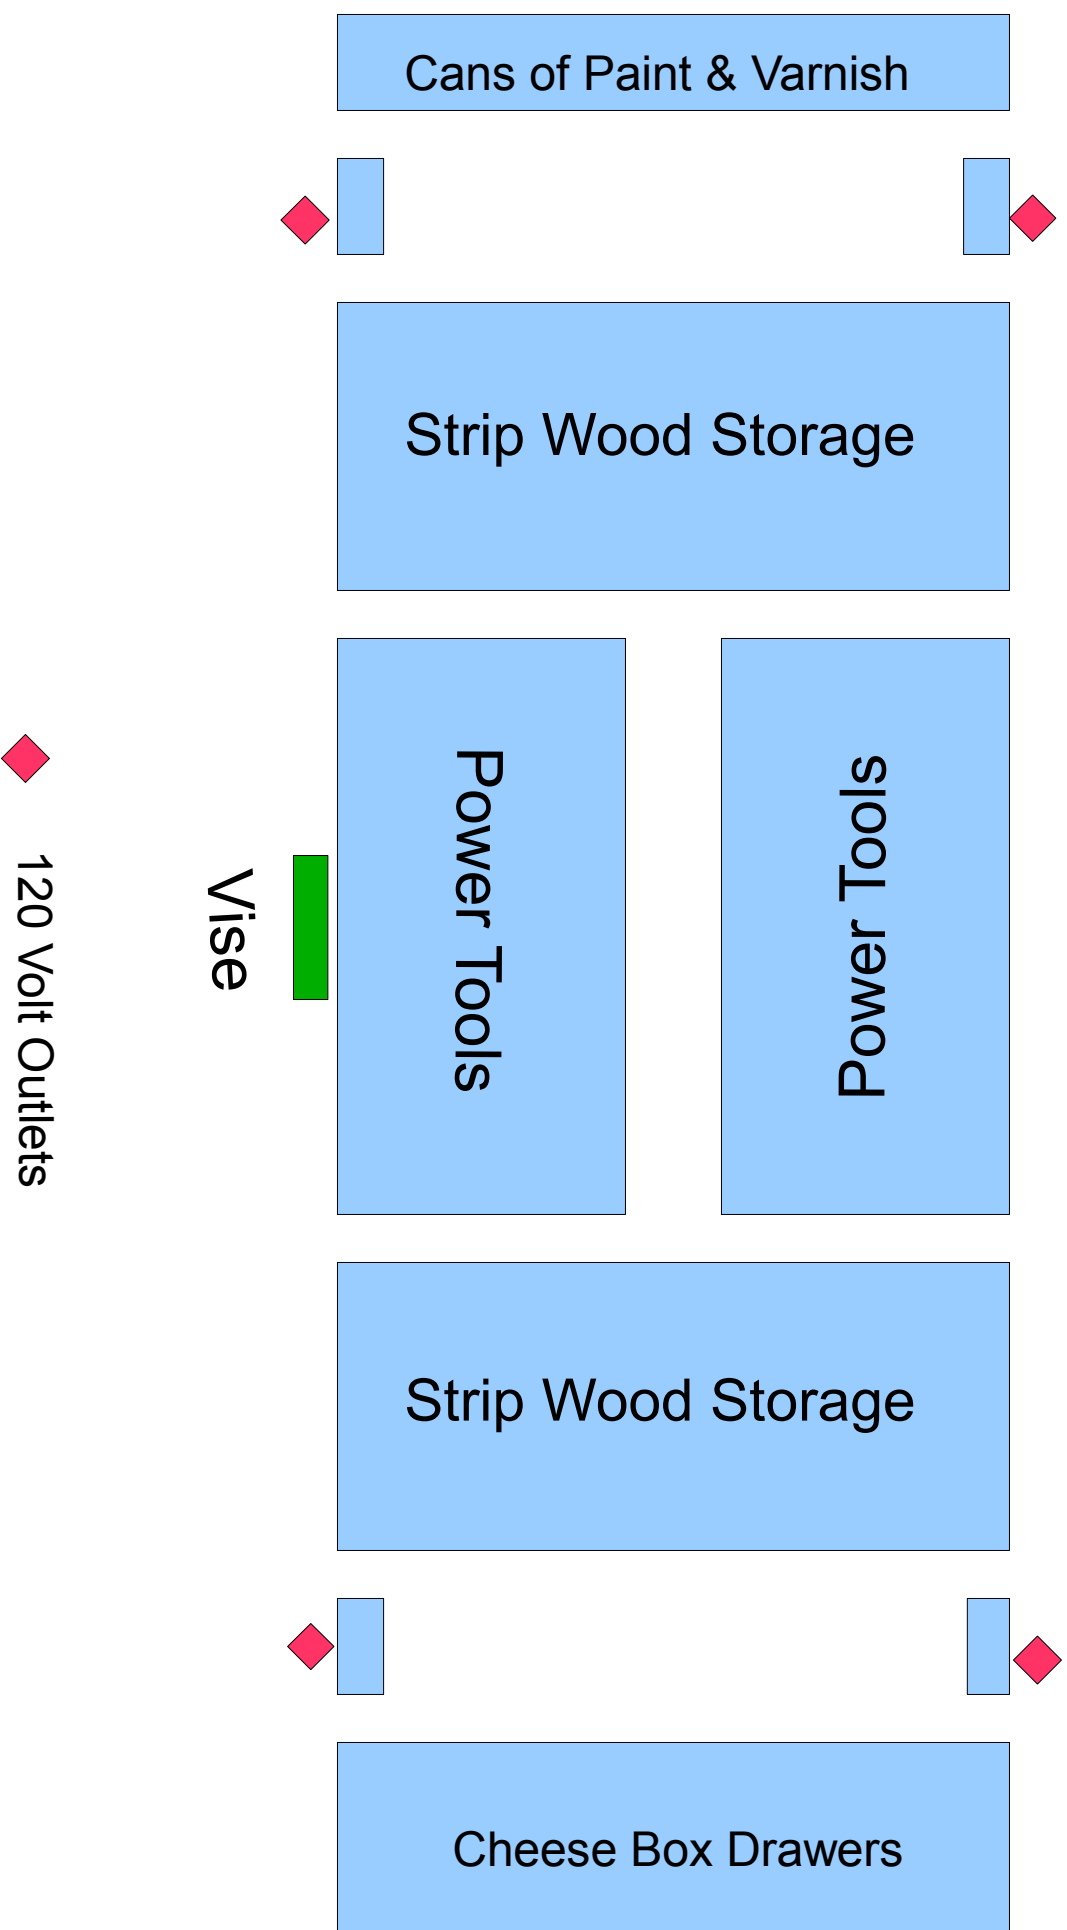 Cans of Paint & Varnish
Strip Wood Storage
Power Tools
Power Tools
Vise
120 Volt Outlets
Strip Wood Storage
Cheese Box Drawers